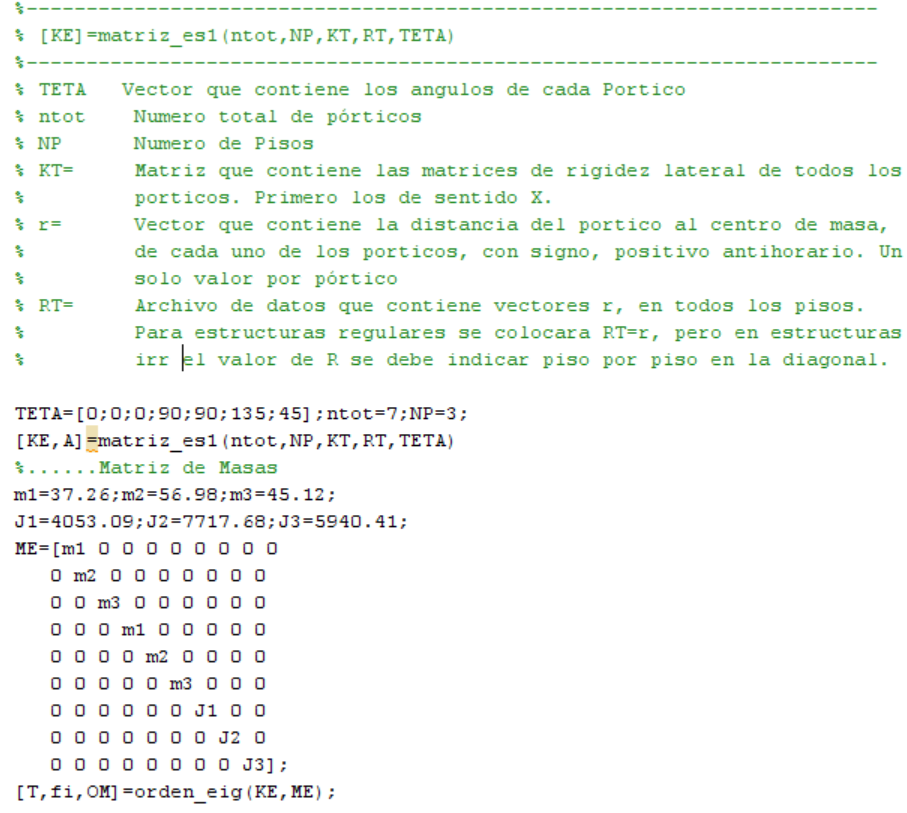 %-----------------------------------------------------------------------
% [KE]=matriz_es1(ntot,NP,KT,RT,TETA)
%-----------------------------------------------------------------------
% TETA   Vector que contiene los angulos de cada Portico
% ntot    Numero total de pórticos
% NP      Numero de Pisos
% KT=     Matriz que contiene las matrices de rigidez lateral de todos los
%         porticos. Primero los de sentido X.
% r=      Vector que contiene la distancia del portico al centro de masa,
%         de cada uno de los porticos, con signo, positivo antihorario. Un
%         solo valor por pórtico
% RT=     Archivo de datos que contiene vectores r, en todos los pisos.
%         Para estructuras regulares se colocara RT=r, pero en estructuras
%         irr el valor de R se debe indicar piso por piso en la diagonal.
TETA=[0;0;0;90;90;135;45];ntot=7;NP=3;
[KE,A]=matriz_es1(ntot,NP,KT,RT,TETA)
%......Matriz de Masas
m1=37.26;m2=56.98;m3=45.12;
J1=4053.09;J2=7717.68;J3=5940.41;
ME=[m1 0 0 0 0 0 0 0 0
   0 m2 0 0 0 0 0 0 0
   0 0 m3 0 0 0 0 0 0
   0 0 0 m1 0 0 0 0 0
   0 0 0 0 m2 0 0 0 0
   0 0 0 0 0 m3 0 0 0
   0 0 0 0 0 0 J1 0 0
   0 0 0 0 0 0 0 J2 0
   0 0 0 0 0 0 0 0 J3];
[T,fi,OM]=orden_eig(KE,ME);